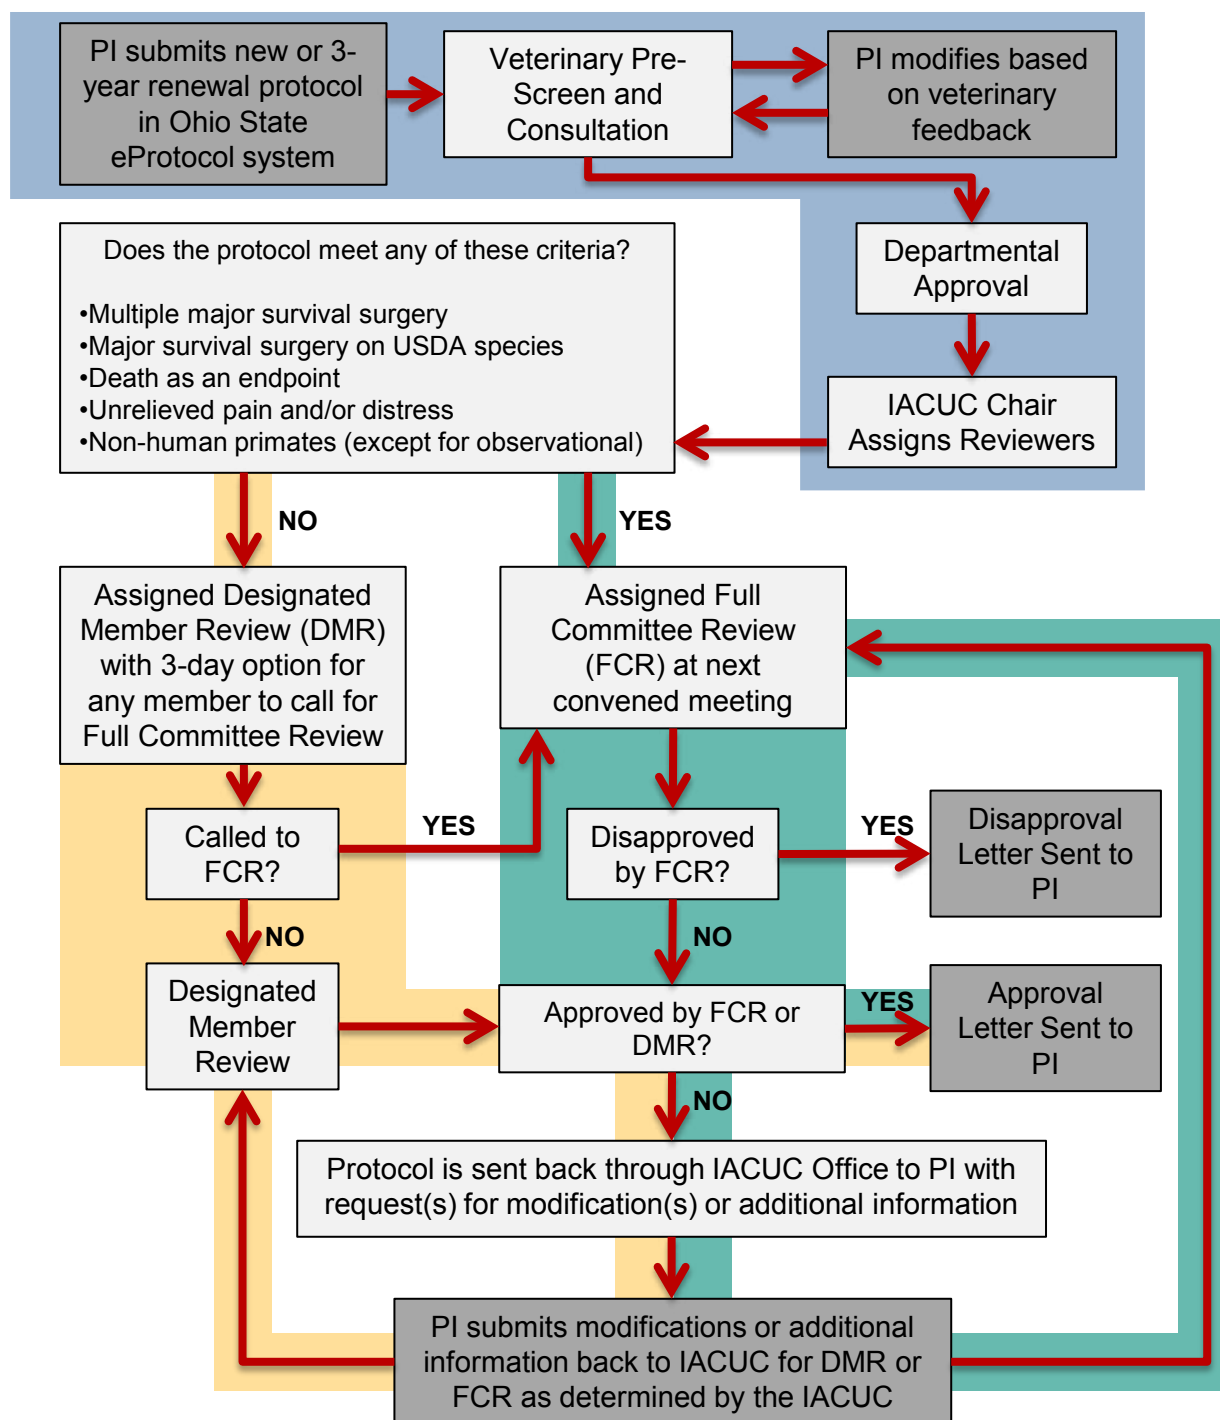 PI submits new or 3-
year renewal protocol
in Ohio State
eProtocol system
Veterinary Pre-
Screen and
Consultation
PI modifies based
on veterinary
feedback
Departmental
Approval
IACUC Chair
Assigns Reviewers
Does the protocol meet any of these criteria?
•Multiple major survival surgery
•Major survival surgery on USDA species
•Death as an endpoint
•Unrelieved pain and/or distress
•Non-human primates (except for observational)
NO
YES
Assigned Designated
Member Review (DMR)
with 3-day option for
any member to call for
Full Committee Review
Assigned Full
Committee Review
(FCR) at next
convened meeting
Called to
FCR?
YES
Disapproved
by FCR?
YES
Disapproval
Letter Sent to
PI
NO
NO
Designated
Member
Review
Approved by FCR or
DMR?
YES
Approval
Letter Sent to
PI
NO
Protocol is sent back through IACUC Office to PI with
request(s) for modification(s) or additional information
PI submits modifications or additional
information back to IACUC for DMR or
FCR as determined by the IACUC